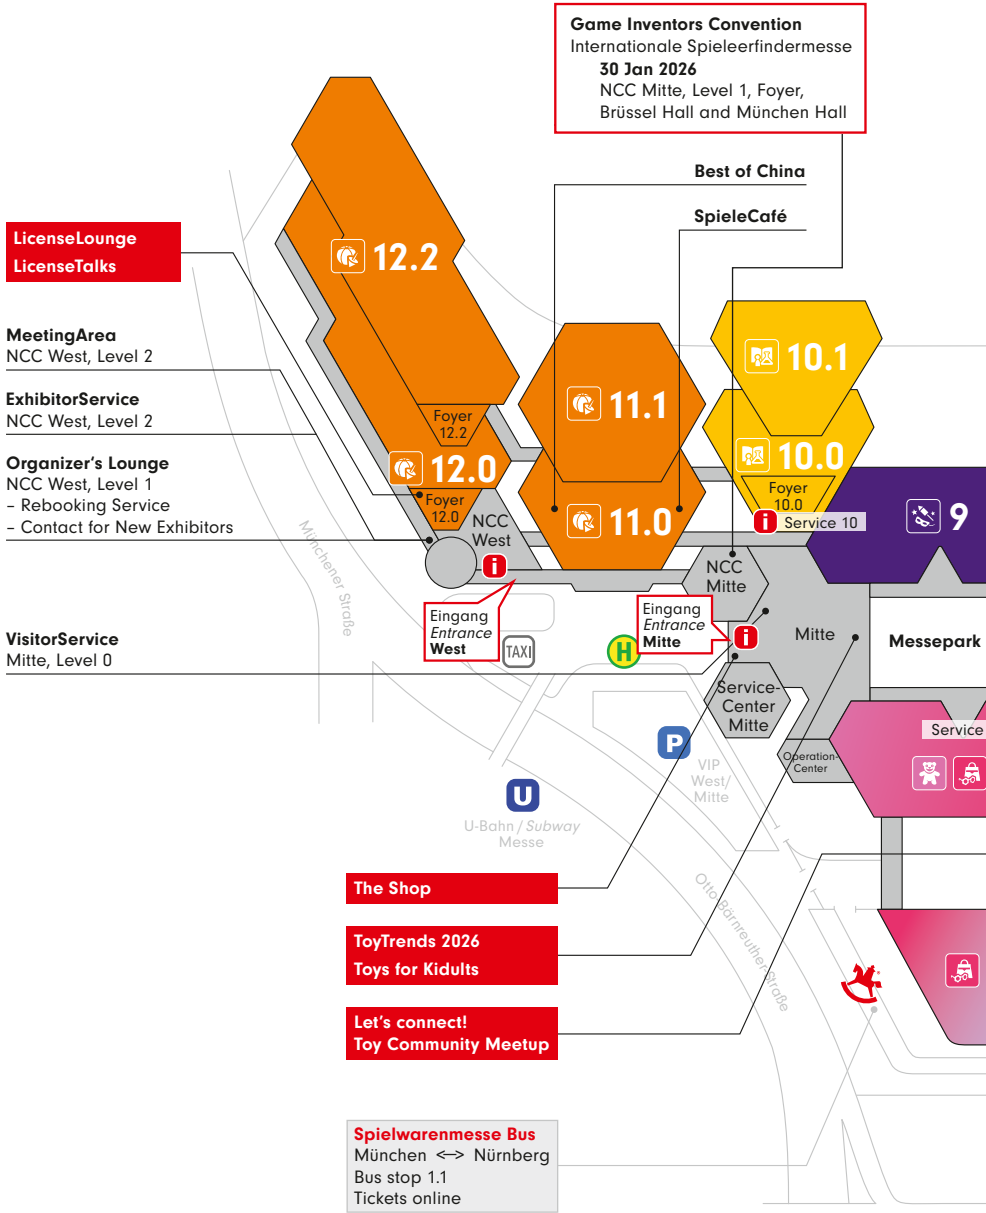 Game Inventors Convention
Internationale Spieleerfindermesse
30 Jan 2026
NCC Mitte, Level 1, Foyer,
Brüssel Hall and München Hall
Best of China
SpieleCafé
LicenseLounge
LicenseTalks
MeetingArea
NCC West, Level 2
ExhibitorService
NCC West, Level 2
Organizer's Lounge
NCC West, Level 1
– Rebooking Service
– Contact for New Exhibitors
VisitorService
Mitte, Level 0
12.2
Foyer
12.2
12.0
Foyer
12.0
NCC
West
i
11.1
11.0
10.1
10.0
Foyer
10.0
i
Service 10
9
NCC
Mitte
Eingang
Entrance
West
TAXI
H
Eingang
Entrance
Mitte
i
Mitte
Messepark
Service-
Center
Mitte
Operation-
Center
Service
P
VIP
West/
Mitte
U
U-Bahn / Subway
Messe
Münchener Straße
Otto-Bärnreuther-Straße
The Shop
ToyTrends 2026
Toys for Kidults
Let's connect!
Toy Community Meetup
Spielwarenmesse Bus
München <–> Nürnberg
Bus stop 1.1
Tickets online